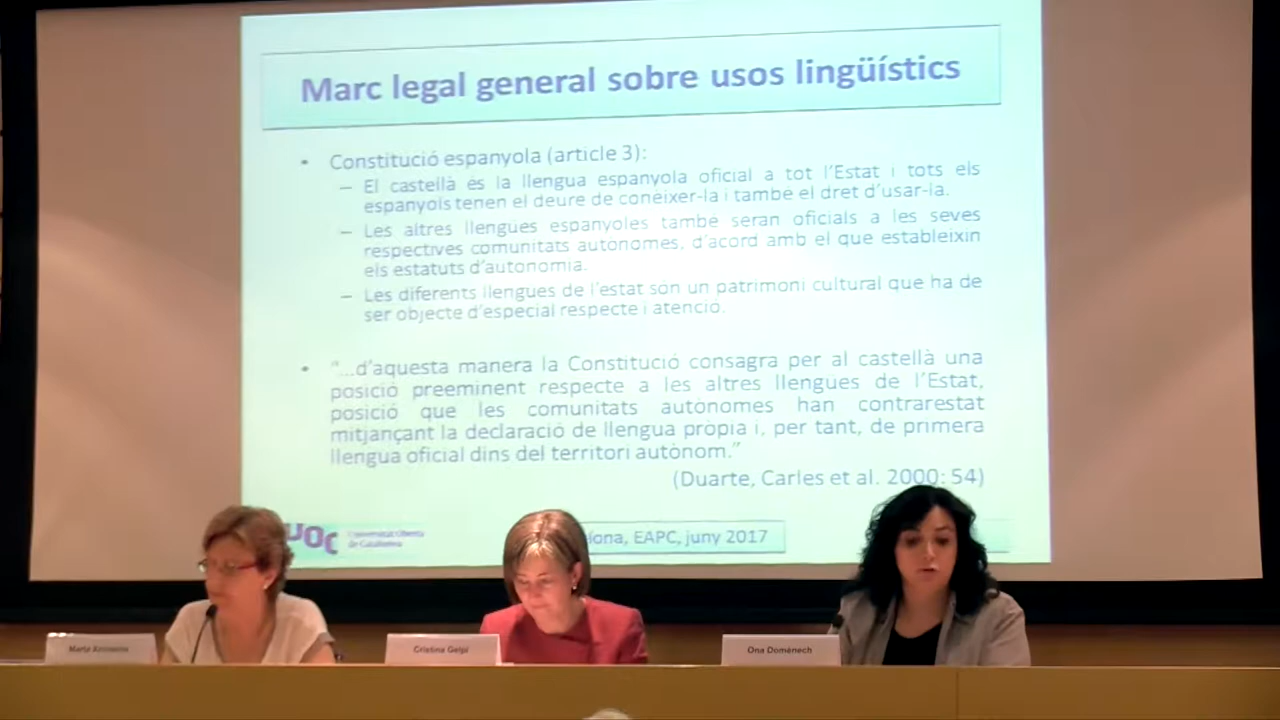 Marc legal general sobre usos lingüístics
• Constitució espanyola (article 3):
– El castellà és la llengua espanyola oficial a tot l'Estat i tots els
espanyols tenen el deure de conèixer-la i també el dret d'usar-la.
– Les altres llengües espanyoles també seran oficials a les seves
respectives comunitats autònomes, d'acord amb el que estableixin
els estatuts d'autonomia.
– Les diferents llengües de l'estat són un patrimoni cultural que ha de
ser objecte d'especial respecte i atenció.
• "...d'aquesta manera la Constitució consagra per al castellà una
posició preeminent respecte a les altres llengües de l'Estat,
posició que les comunitats autònomes han contrarestat
mitjançant la declaració de llengua pròpia i, per tant, de primera
llengua oficial dins del territori autònom."
(Duarte, Carles et al. 2000: 54)
UOC
Universitat Oberta
de Catalunya
lona, EAPC, juny 2017
Marta
Cristina Gelpí
Ona Domènech